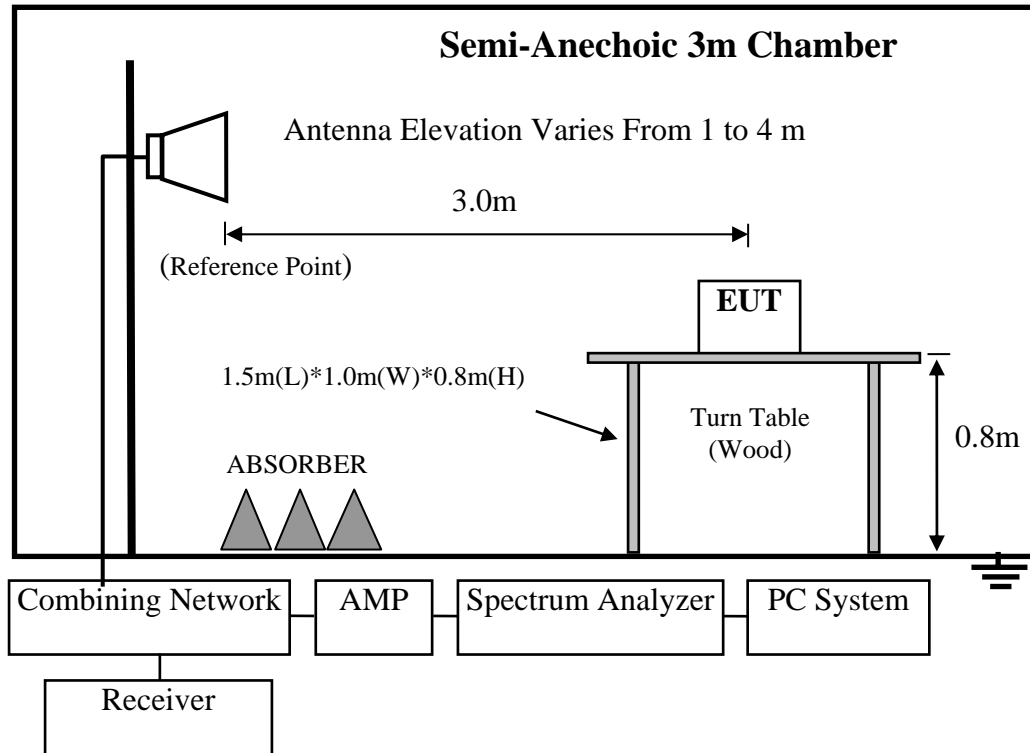 Semi-Anechoic 3m Chamber
Antenna Elevation Varies From 1 to 4 m
3.0m
(Reference Point)
EUT
1.5m(L)*1.0m(W)*0.8m(H)
Turn Table
(Wood)
0.8m
ABSORBER
Combining Network
AMP
Spectrum Analyzer
PC System
Receiver